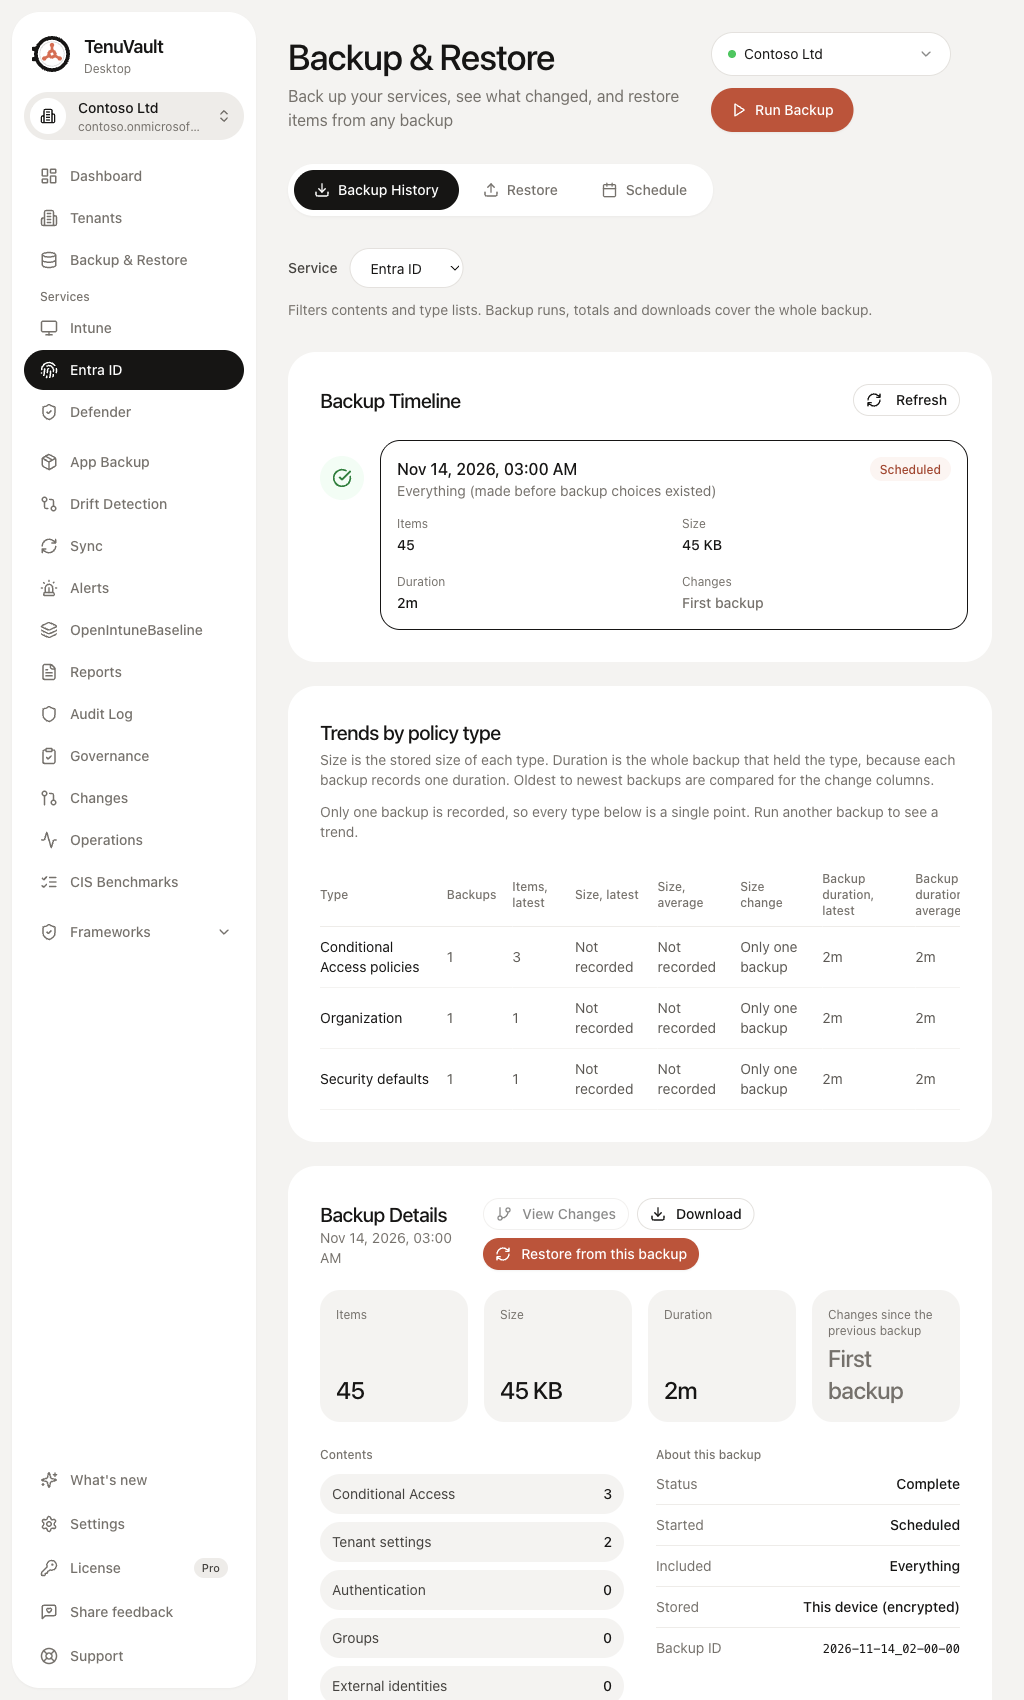 TenuVault
Desktop
Contoso Ltd
contoso.onmicrosof...
Dashboard
Tenants
Backup & Restore
Services
Intune
Entra ID
Defender
App Backup
Drift Detection
Sync
Alerts
OpenIntuneBaseline
Reports
Audit Log
Governance
Changes
Operations
CIS Benchmarks
Frameworks
What's new
Settings
License Pro
Share feedback
Support
Backup & Restore
Back up your services, see what changed, and restore
items from any backup
Contoso Ltd
Run Backup
Backup History Restore Schedule
Service Entra ID
Filters contents and type lists. Backup runs, totals and downloads cover the whole backup.
Backup Timeline
Refresh
Nov 14, 2026, 03:00 AM
Scheduled
Everything (made before backup choices existed)
Items Size
45 45 KB
Duration Changes
2m First backup
Trends by policy type
Size is the stored size of each type. Duration is the whole backup that held the type, because each
backup records one duration. Oldest to newest backups are compared for the change columns.
Only one backup is recorded, so every type below is a single point. Run another backup to see a
trend.
Type Backups Items, latest Size, latest Size, average Size change Backup duration, latest Backup duration average
Conditional Access policies 1 3 Not recorded Not recorded Only one backup 2m 2m
Organization 1 1 Not recorded Not recorded Only one backup 2m 2m
Security defaults 1 1 Not recorded Not recorded Only one backup 2m 2m
Backup Details
Nov 14, 2026, 03:00
AM
View Changes Download
Restore from this backup
Items
45
Size
45 KB
Duration
2m
Changes since the
previous backup
First
backup
Contents
Conditional Access 3
Tenant settings 2
Authentication 0
Groups 0
External identities 0
About this backup
Status Complete
Started Scheduled
Included Everything
Stored This device (encrypted)
Backup ID 2026-11-14_02-00-00